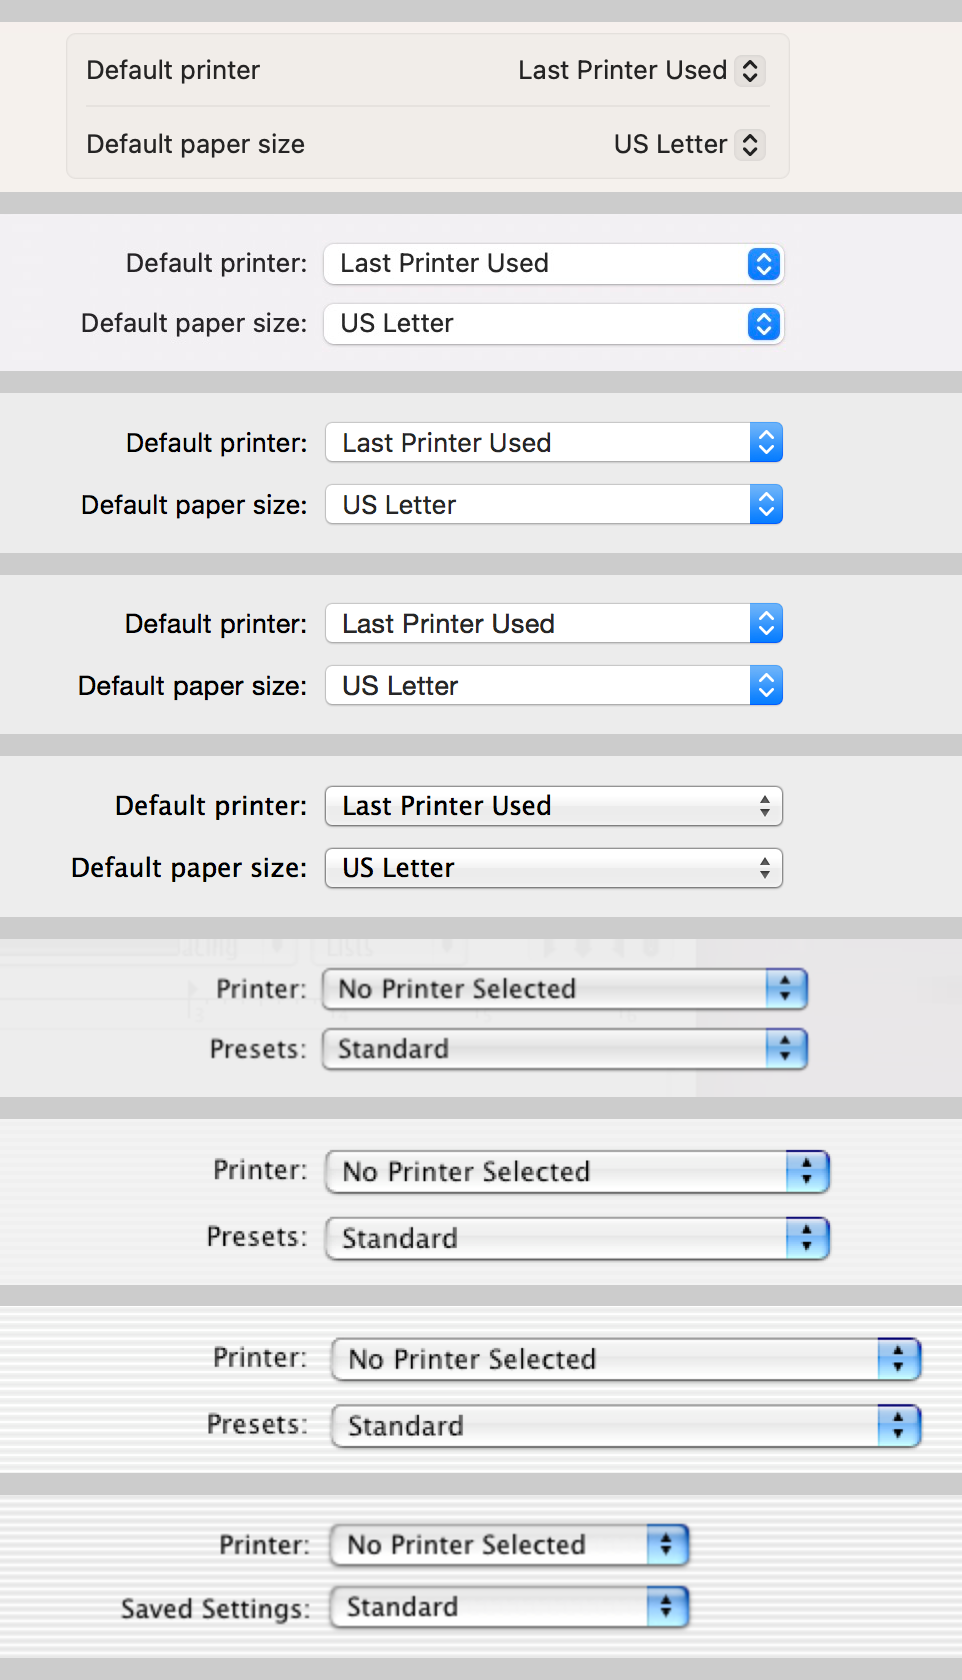 Default printer Last Printer Used
Default paper size US Letter
Default printer: Last Printer Used
Default paper size: US Letter
Default printer: Last Printer Used
Default paper size: US Letter
Default printer: Last Printer Used
Default paper size: US Letter
Default printer: Last Printer Used
Default paper size: US Letter
Lists
Printer: No Printer Selected
Presets: Standard
Printer: No Printer Selected
Presets: Standard
Printer: No Printer Selected
Presets: Standard
Printer: No Printer Selected
Saved Settings: Standard